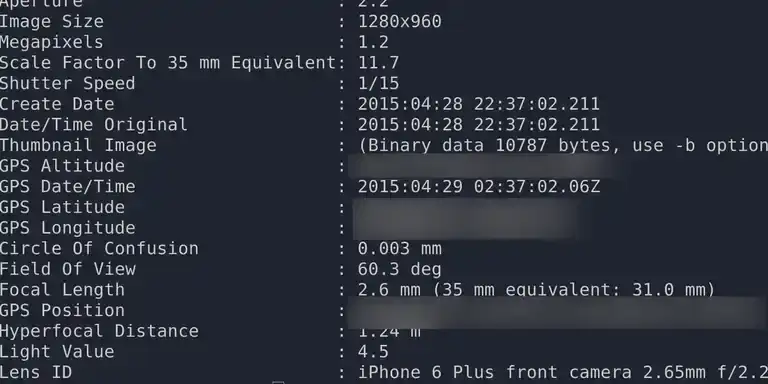 Aperture : 2.2
Image Size : 1280x960
Megapixels : 1.2
Scale Factor To 35 mm Equivalent: 11.7
Shutter Speed : 1/15
Create Date : 2015:04:28 22:37:02.211
Date/Time Original : 2015:04:28 22:37:02.211
Thumbnail Image : (Binary data 10787 bytes, use -b option
GPS Altitude :
GPS Date/Time : 2015:04:29 02:37:02.06Z
GPS Latitude :
GPS Longitude :
Circle Of Confusion : 0.003 mm
Field Of View : 60.3 deg
Focal Length : 2.6 mm (35 mm equivalent: 31.0 mm)
GPS Position :
Hyperfocal Distance : 1.24 m
Light Value : 4.5
Lens ID : iPhone 6 Plus front camera 2.65mm f/2.2